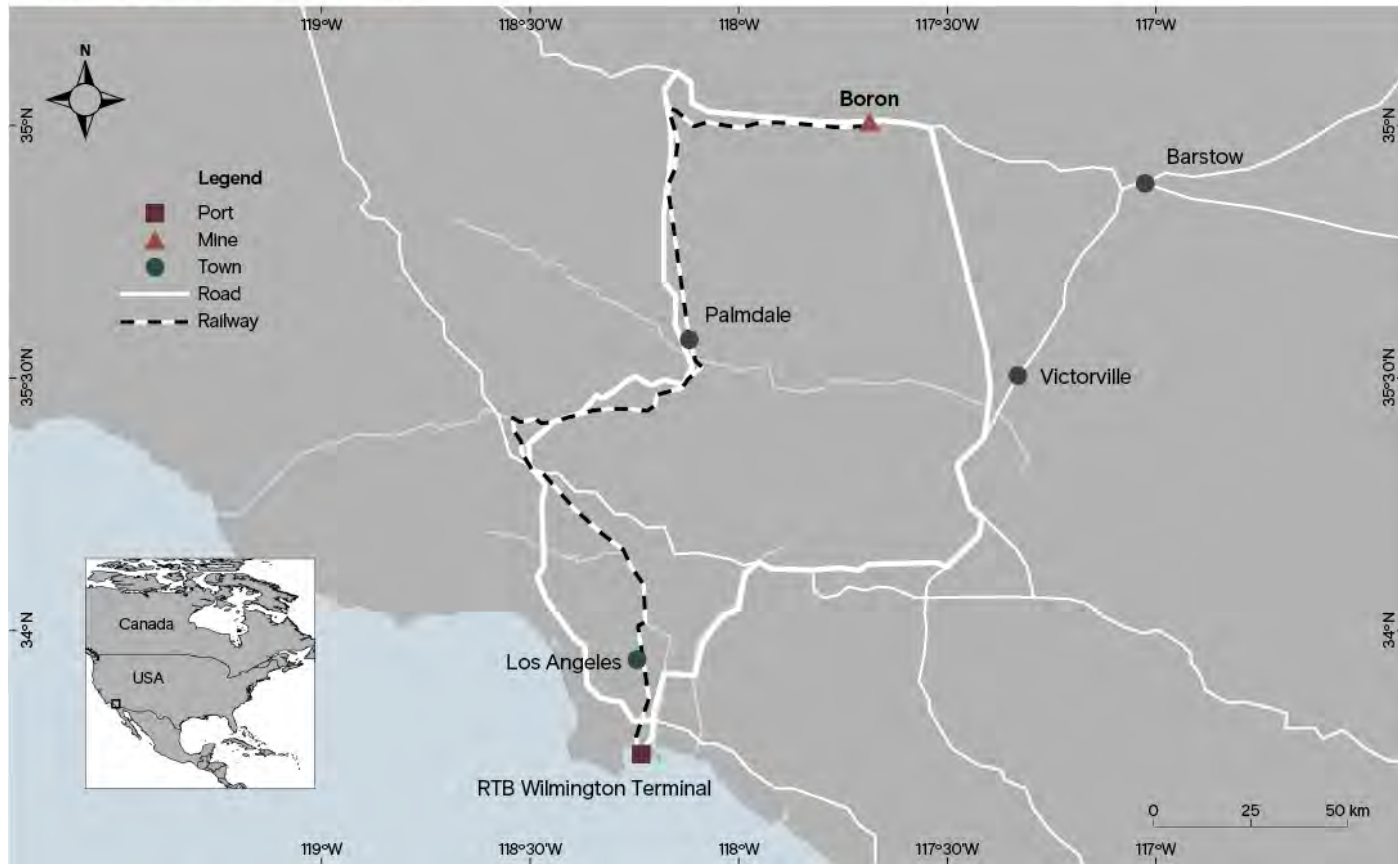 119°W 118°30'W 118°W 117°30'W 117°W
N
35°N
35°N
Boron
Barstow
Legend
Port
Mine
Town
Road
Railway
Palmdale
35°30'N
35°30'N
Victorville
Canada
USA
34°N
34°N
Los Angeles
RTB Wilmington Terminal
0 25 50 km
119°W 118°30'W 118°W 117°30'W 117°W